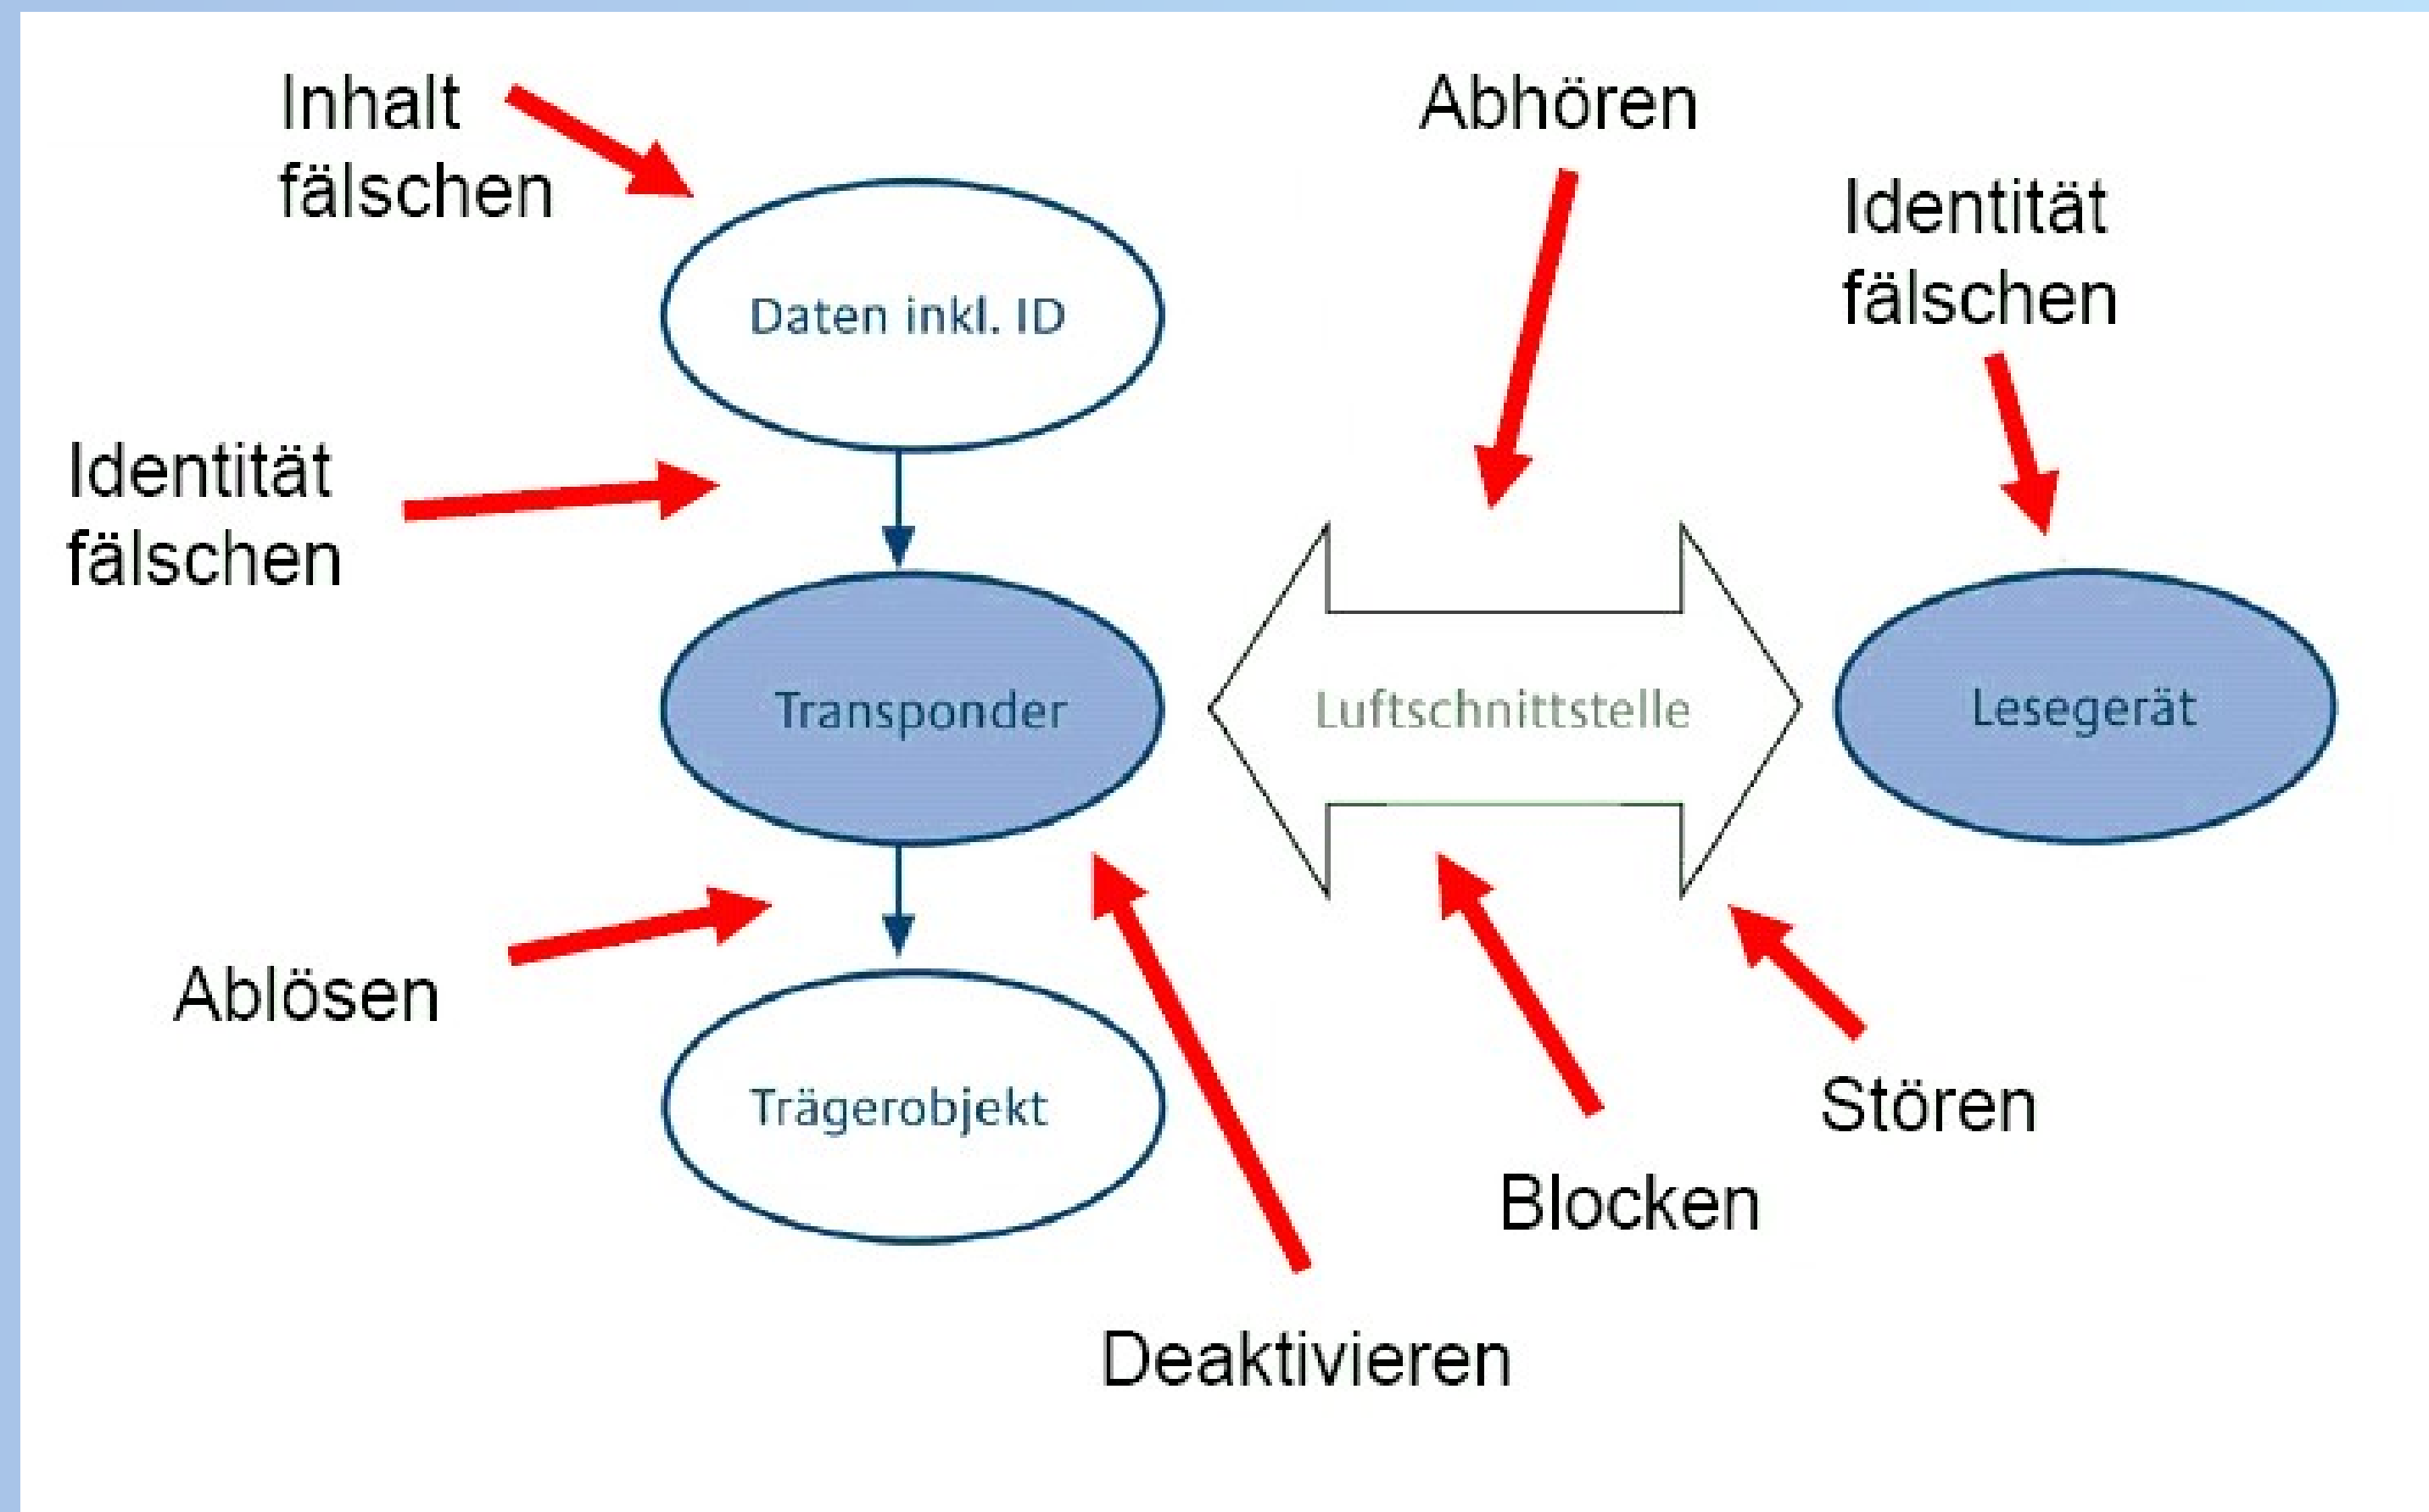 Inhalt
fälschen
Abhören
Identität
fälschen
Daten inkl. ID
Identität
fälschen
Transponder
Luftschnittstelle
Lesegerät
Ablösen
Trägerobjekt
Stören
Blocken
Deaktivieren